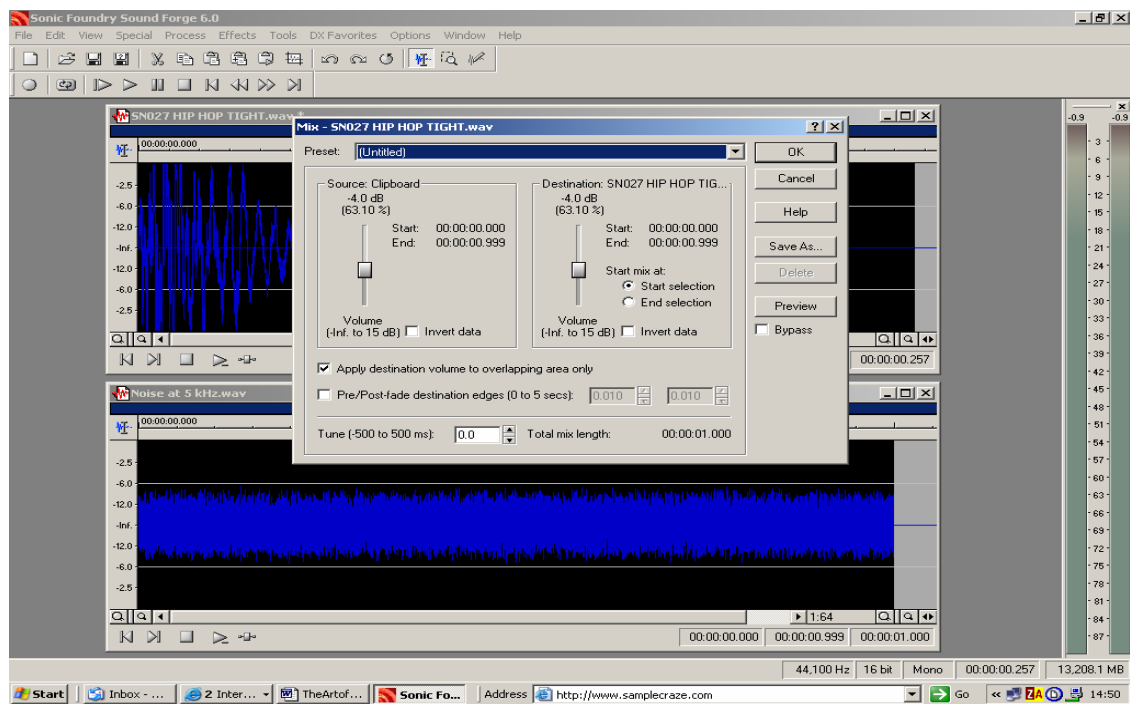 Sonic Foundry Sound Forge 6.0
File Edit View Special Process Effects Tools DX Favorites Options Window Help
SN027 HIP HOP TIGHT.wav *
00:00:00.000
-2.5
-6.0
-12.0
-Inf.
-12.0
-6.0
-2.5
00:00:00.257
Mix - SN027 HIP HOP TIGHT.wav
Preset: (Untitled)
OK
Cancel
Help
Save As...
Delete
Preview
Bypass
Source: Clipboard
-4.0 dB
(63.10 %)
Start: 00:00:00.000
End: 00:00:00.999
Volume
(-Inf. to 15 dB)
Invert data
Destination: SN027 HIP HOP TIG...
-4.0 dB
(63.10 %)
Start: 00:00:00.000
End: 00:00:00.999
Start mix at:
Start selection
End selection
Volume
(-Inf. to 15 dB)
Invert data
Apply destination volume to overlapping area only
Pre/Post-fade destination edges (0 to 5 secs): 0.010 0.010
Tune (-500 to 500 ms): 0.0 Total mix length: 00:00:01.000
Noise at 5 kHz.wav
00:00:00.000
-2.5
-6.0
-12.0
-Inf.
-12.0
-6.0
-2.5
1:64
00:00:00.000 00:00:00.999 00:00:01.000
-0.9 -0.9
- 3 -
- 6 -
- 9 -
- 12 -
- 15 -
- 18 -
- 21 -
- 24 -
- 27 -
- 30 -
- 33 -
- 36 -
- 39 -
- 42 -
- 45 -
- 48 -
- 51 -
- 54 -
- 57 -
- 60 -
- 63 -
- 66 -
- 69 -
- 72 -
- 75 -
- 78 -
- 81 -
- 84 -
- 87 -
44,100 Hz 16 bit Mono 00:00:00.257 13,208.1 MB
Start Inbox - ... 2 Inter... TheArtof... Sonic Fo... Address http://www.samplecraze.com Go « ZA 14:50